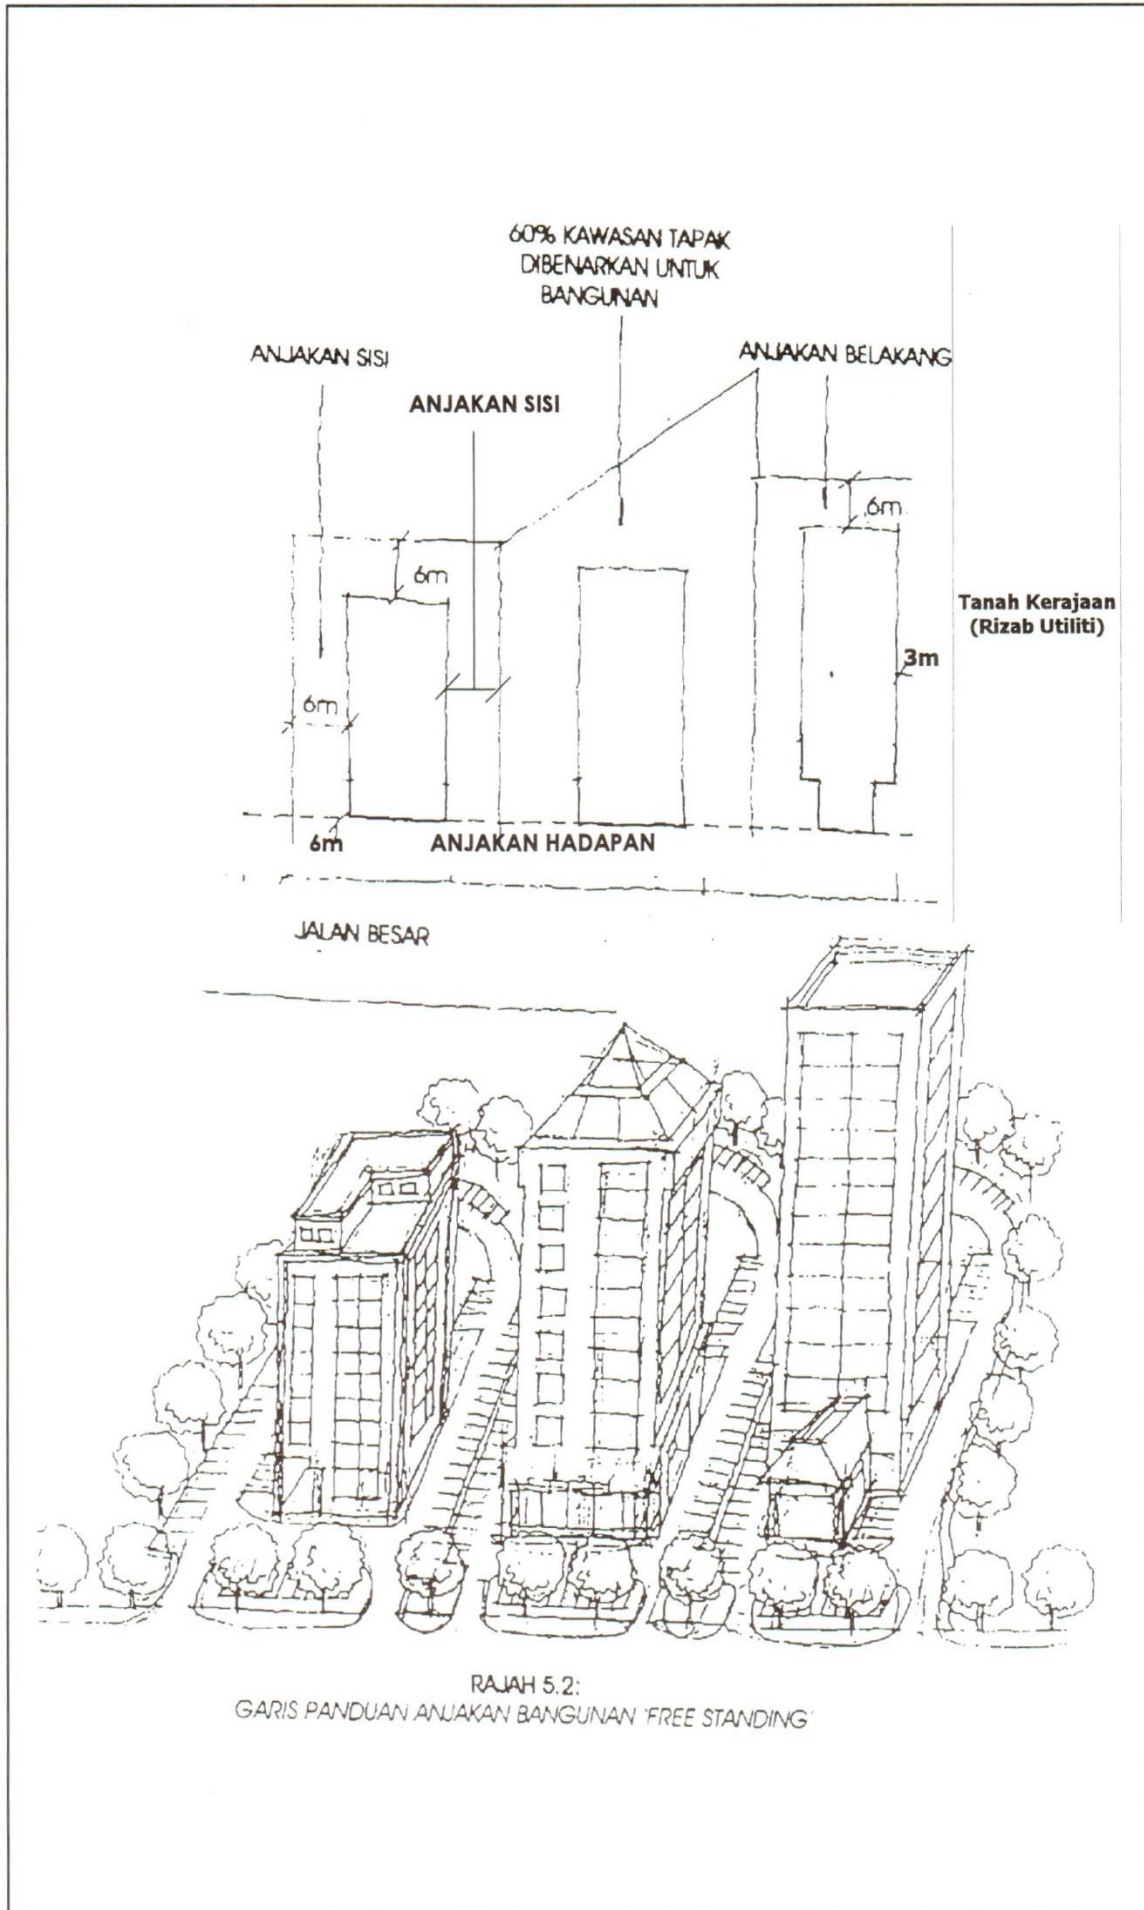 60% KAWASAN TAPAK
DIBENARKAN UNTUK
BANGUNAN
ANJAKAN SISI
ANJAKAN BELAKANG
ANJAKAN SISI
6m
6m
Tanah Kerajaan
(Rizab Utiliti)
3m
6m
6m
ANJAKAN HADAPAN
JALAN BESAR
RAJAH 5.2:
GARIS PANDUAN ANJAKAN BANGUNAN 'FREE STANDING'